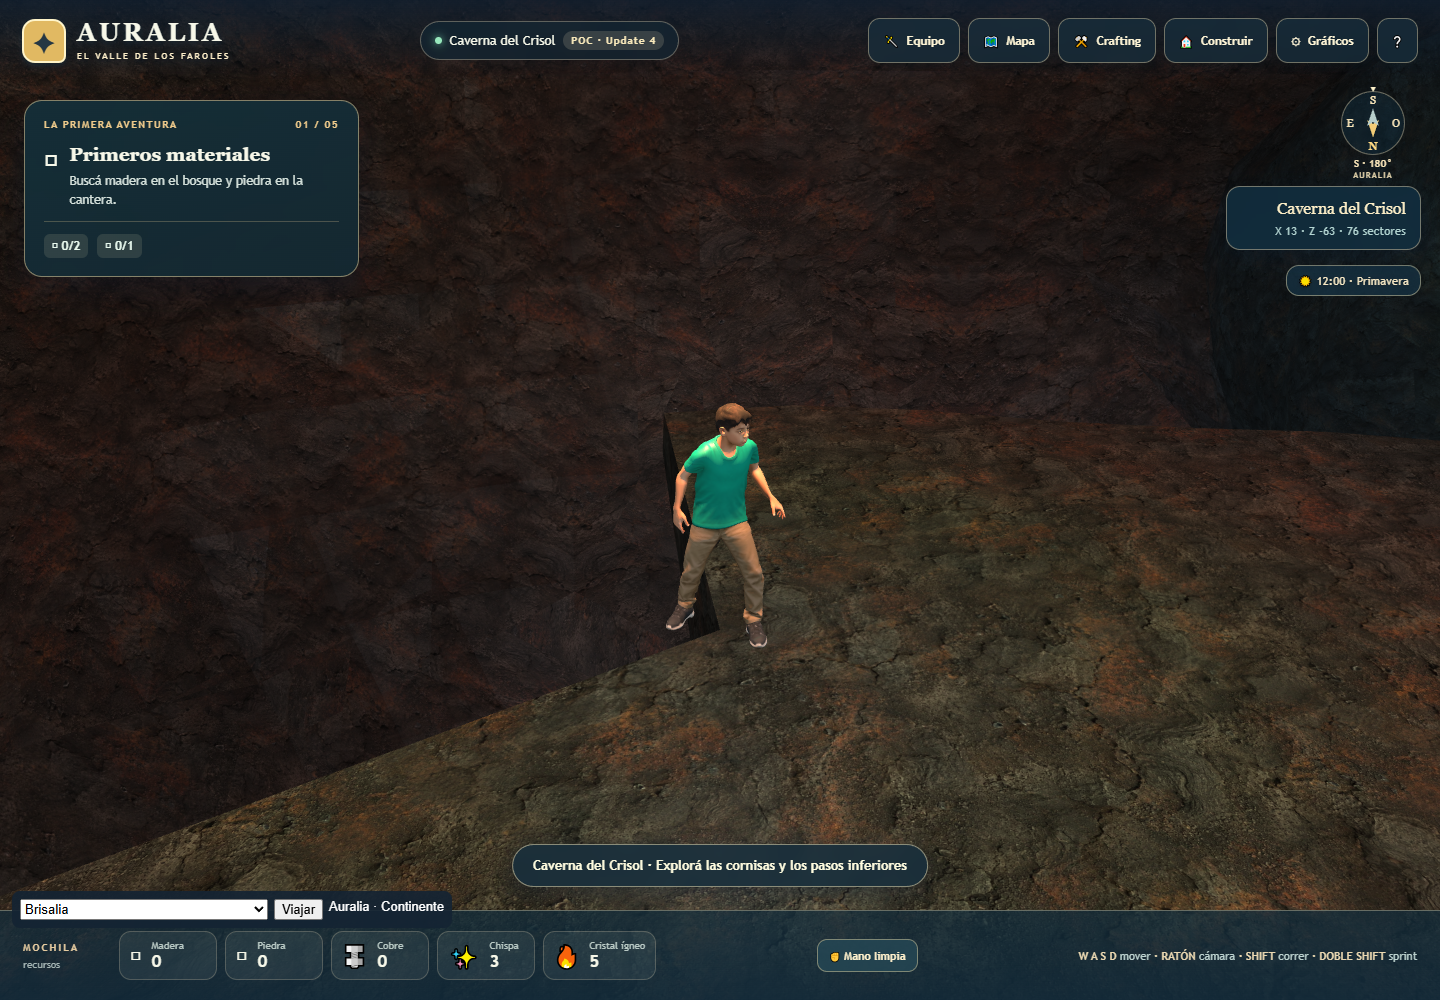 AURALIA
EL VALLE DE LOS FAROLES
Caverna del Crisol POC · Update 4
Equipo
Mapa
Crafting
Construir
Gráficos
?
LA PRIMERA AVENTURA 01 / 05
Primeros materiales
Buscá madera en el bosque y piedra en la
cantera.
0/2 0/1
S
E O
N
S · 180°
AURALIA
Caverna del Crisol
X 13 · Z -63 · 76 sectores
12:00 · Primavera
Caverna del Crisol · Explorá las cornisas y los pasos inferiores
Brisalia Viajar Auralia · Continente
MOCHILA
recursos
Madera
0
Piedra
0
Cobre
0
Chispa
3
Cristal ígneo
5
Mano limpia
W A S D mover · RATÓN cámara · SHIFT correr · DOBLE SHIFT sprint